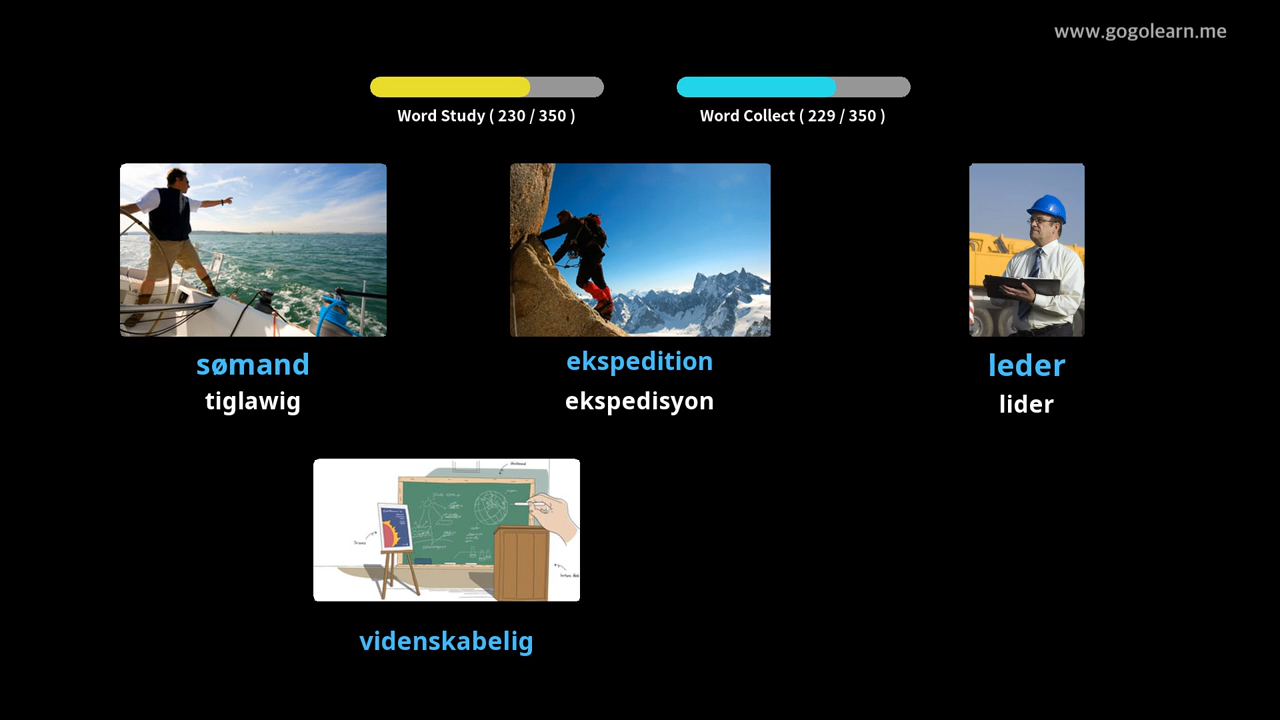 www.gogolearn.me
Word Study ( 230 / 350 )
Word Collect ( 229 / 350 )
sømand
ekspedition
leder
tiglawig
ekspedisyon
lider
videnskabelig